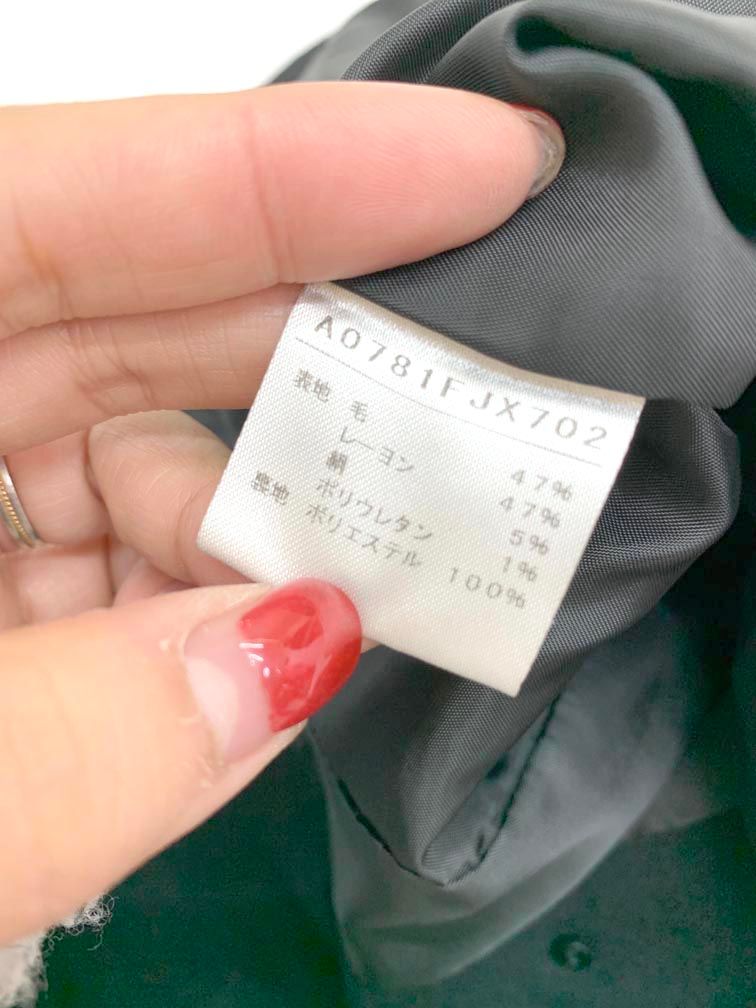 A0781FJX702
表地 毛 47%
レーヨン 47%
絹 5%
ポリウレタン 1%
裏地 ポリエステル 100%